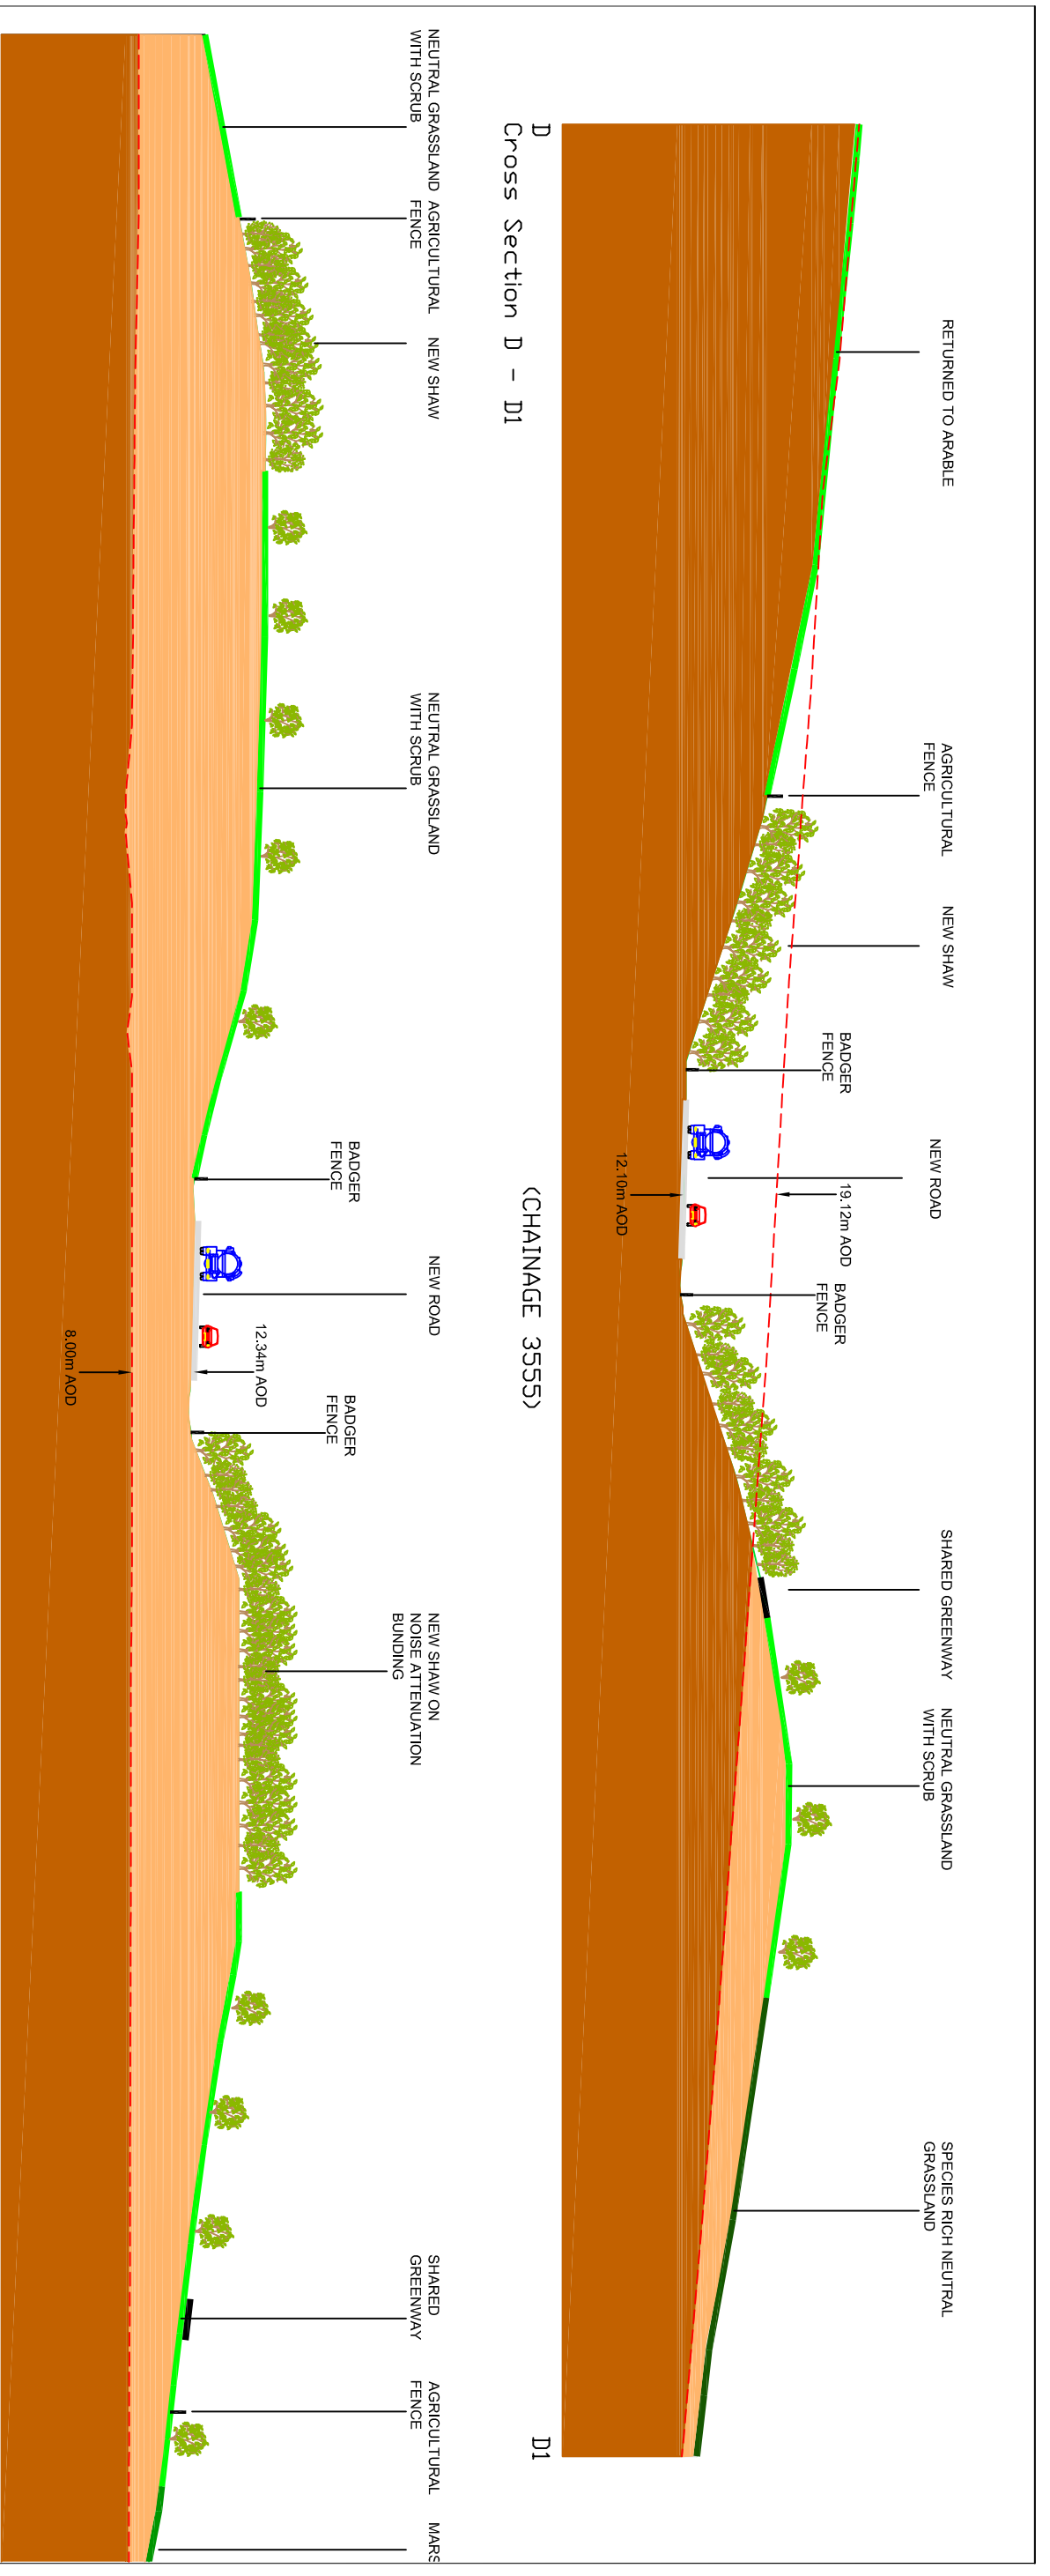 RETURNED TO ARABLE
AGRICULTURAL
FENCE
NEW SHAW
BADGER
FENCE
NEW ROAD
19.12m AOD
12.10m AOD
BADGER
FENCE
SHARED GREENWAY
NEUTRAL GRASSLAND
WITH SCRUB
SPECIES RICH NEUTRAL
GRASSLAND
D
D1
Cross Section D - D1
(CHAINAGE 3555)
NEUTRAL GRASSLAND
WITH SCRUB
AGRICULTURAL
FENCE
NEW SHAW
NEUTRAL GRASSLAND
WITH SCRUB
BADGER
FENCE
NEW ROAD
12.34m AOD
8.00m AOD
BADGER
FENCE
NEW SHAW ON
NOISE ATTENUATION
BUNDING
SHARED
GREENWAY
AGRICULTURAL
FENCE
MARS